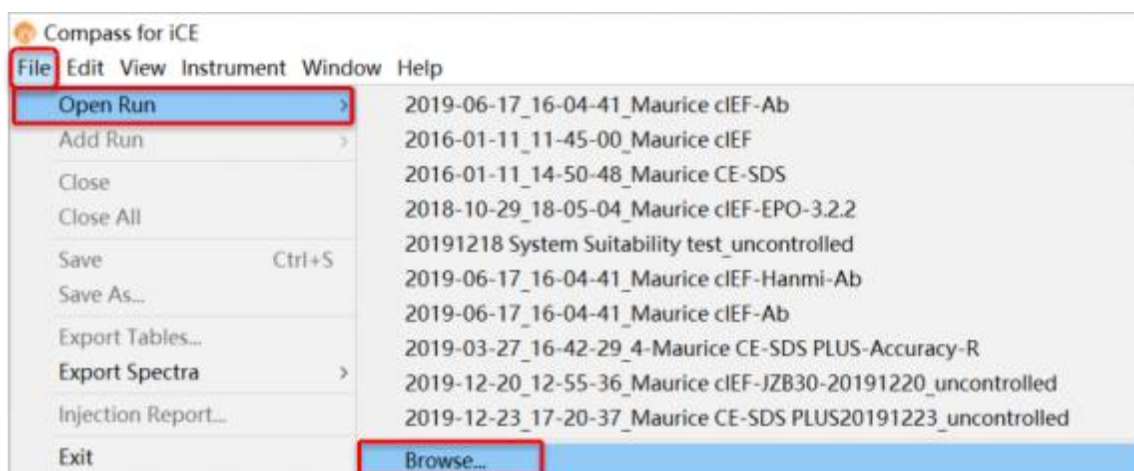 Compass for iCE
File Edit View Instrument Window Help
Open Run
Add Run
Close
Close All
Save Ctrl+S
Save As...
Export Tables...
Export Spectra
Injection Report...
Exit
2019-06-17_16-04-41_Maurice cIEF-Ab
2016-01-11_11-45-00_Maurice cIEF
2016-01-11_14-50-48_Maurice CE-SDS
2018-10-29_18-05-04_Maurice cIEF-EPO-3.2.2
20191218 System Suitability test_uncontrolled
2019-06-17_16-04-41_Maurice cIEF-Hanmi-Ab
2019-06-17_16-04-41_Maurice cIEF-Ab
2019-03-27_16-42-29_4-Maurice CE-SDS PLUS-Accuracy-R
2019-12-20_12-55-36_Maurice cIEF-JZB30-20191220_uncontrolled
2019-12-23_17-20-37_Maurice CE-SDS PLUS20191223_uncontrolled
Browse...